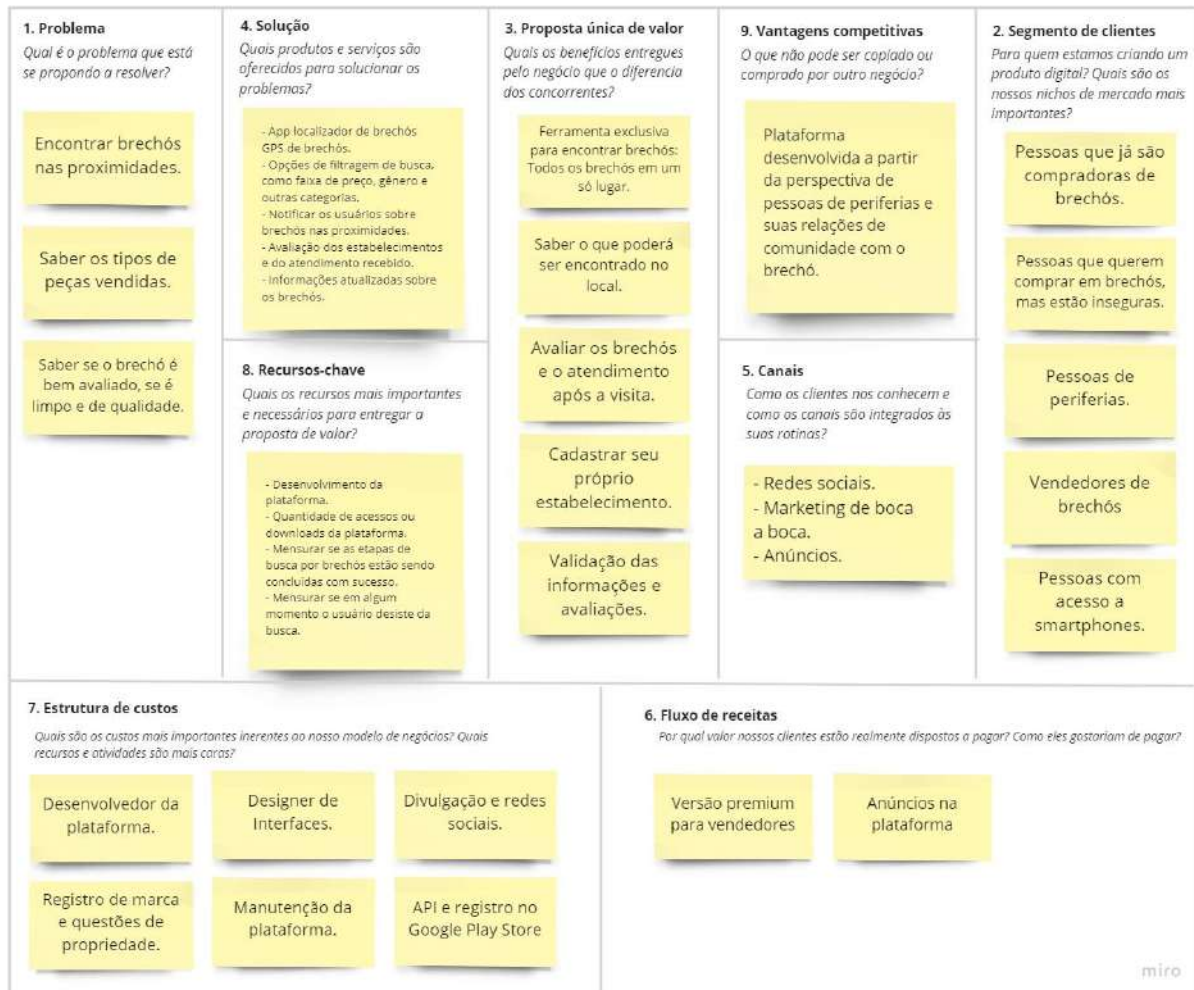 1. Problema
Qual é o problema que está
se propondo a resolver?
Encontrar brechós
nas proximidades.
Saber os tipos de
peças vendidas.
Saber se o brechó é
bem avaliado, se é
limpo e de qualidade.
4. Solução
Quais produtos e serviços são
oferecidos para solucionar os
problemas?
- App localizador de brechós
GPS de brechós.
- Opções de filtragem de busca,
como faixa de preço, gênero e
outras categorias.
- Notificar os usuários sobre
brechós nas proximidades.
- Avaliação dos estabelecimentos
e do atendimento recebido.
- Informações atualizadas sobre
os brechós.
8. Recursos-chave
Quais os recursos mais importantes
e necessários para entregar a
proposta de valor?
- Desenvolvimento da
plataforma.
- Quantidade de acessos ou
downloads da plataforma.
- Mensurar se as etapas de
busca por brechós estão sendo
concluídas com sucesso.
- Mensurar se em algum
momento o usuário desiste da
busca.
3. Proposta única de valor
Quais os benefícios entregues
pelo negócio que o diferencia
dos concorrentes?
Ferramenta exclusiva
para encontrar brechós:
Todos os brechós em um
só lugar.
Saber o que poderá
ser encontrado no
local.
Avaliar os brechós
e o atendimento
após a visita.
Cadastrar seu
próprio
estabelecimento.
Validação das
informações e
avaliações.
9. Vantagens competitivas
O que não pode ser copiado ou
comprado por outro negócio?
Plataforma
desenvolvida a partir
da perspectiva de
pessoas de periferias e
suas relações de
comunidade com o
brechó.
5. Canais
Como os clientes nos conhecem e
como os canais são integrados às
suas rotinas?
- Redes sociais.
- Marketing de boca
a boca.
- Anúncios.
2. Segmento de clientes
Para quem estamos criando um
produto digital? Quais são os
nossos nichos de mercado mais
importantes?
Pessoas que já são
compradoras de
brechós.
Pessoas que querem
comprar em brechós,
mas estão inseguras.
Pessoas de
periferias.
Vendedores de
brechós
Pessoas com
acesso a
smartphones.
7. Estrutura de custos
Quais são os custos mais importantes inerentes ao nosso modelo de negócios? Quais
recursos e atividades são mais caras?
Desenvolvedor da
plataforma.
Designer de
Interfaces.
Divulgação e redes
sociais.
Registro de marca
e questões de
propriedade.
Manutenção da
plataforma.
API e registro no
Google Play Store
6. Fluxo de receitas
Por qual valor nossos clientes estão realmente dispostos a pagar? Como eles gostariam de pagar?
Versão premium
para vendedores
Anúncios na
plataforma
miro